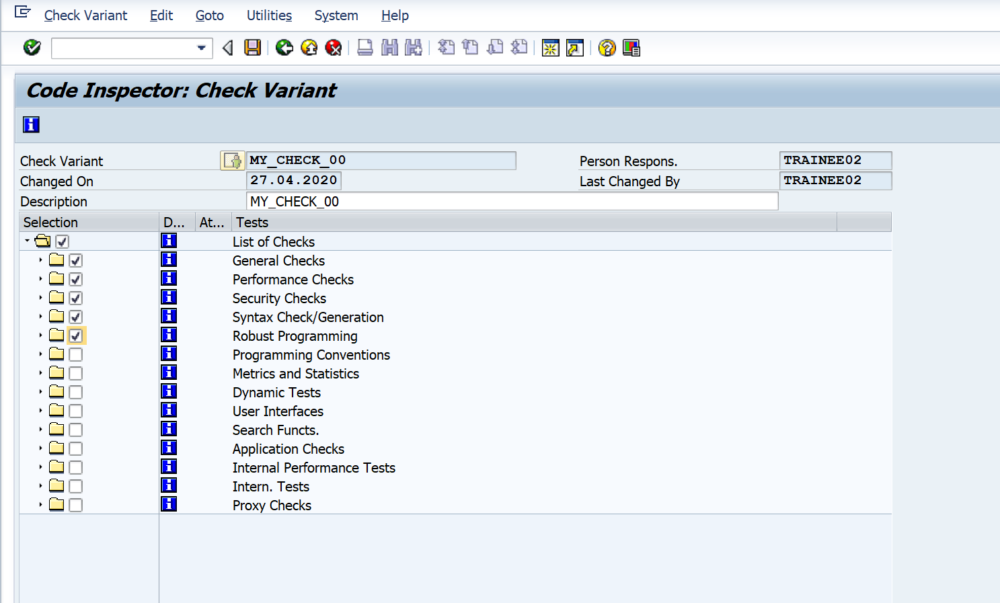 Check Variant Edit Goto Utilities System Help
Code Inspector: Check Variant
Check Variant MY_CHECK_00 Person Respons. TRAINEE02
Changed On 27.04.2020 Last Changed By TRAINEE02
Description MY_CHECK_00
Selection D... At... Tests
List of Checks
General Checks
Performance Checks
Security Checks
Syntax Check/Generation
Robust Programming
Programming Conventions
Metrics and Statistics
Dynamic Tests
User Interfaces
Search Functs.
Application Checks
Internal Performance Tests
Intern. Tests
Proxy Checks